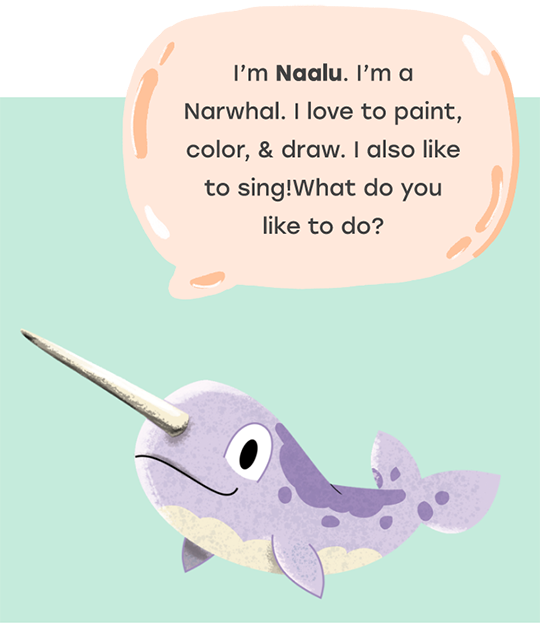 I’m Naalu. I’m a
Narwhal. I love to paint,
color, & draw. I also like
to sing!What do you
like to do?